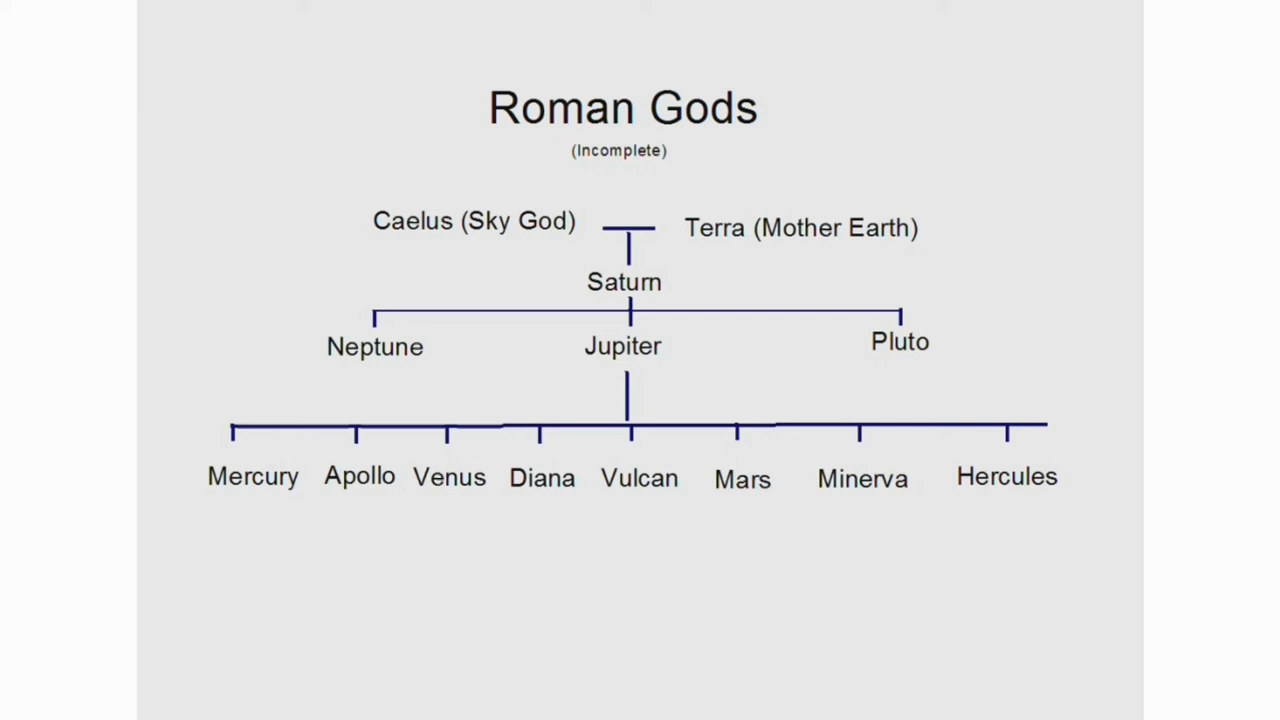 Roman Gods
(Incomplete)
Caelus (Sky God) Terra (Mother Earth)
Saturn
Neptune Jupiter Pluto
Mercury Apollo Venus Diana Vulcan Mars Minerva Hercules